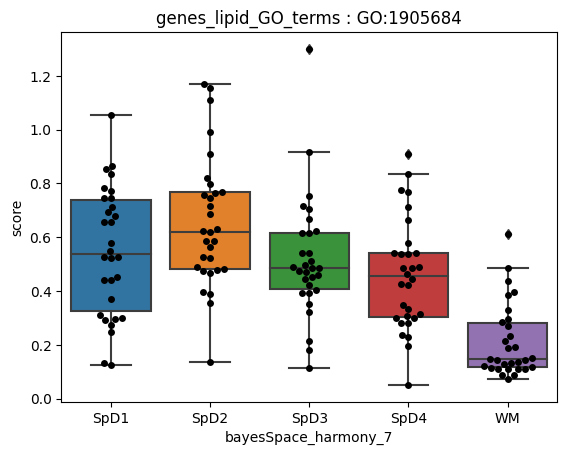 genes_lipid_GO_terms : GO:1905684
score
1.2
1.0
0.8
0.6
0.4
0.2
0.0
SpD1 SpD2 SpD3 SpD4 WM
bayesSpace_harmony_7